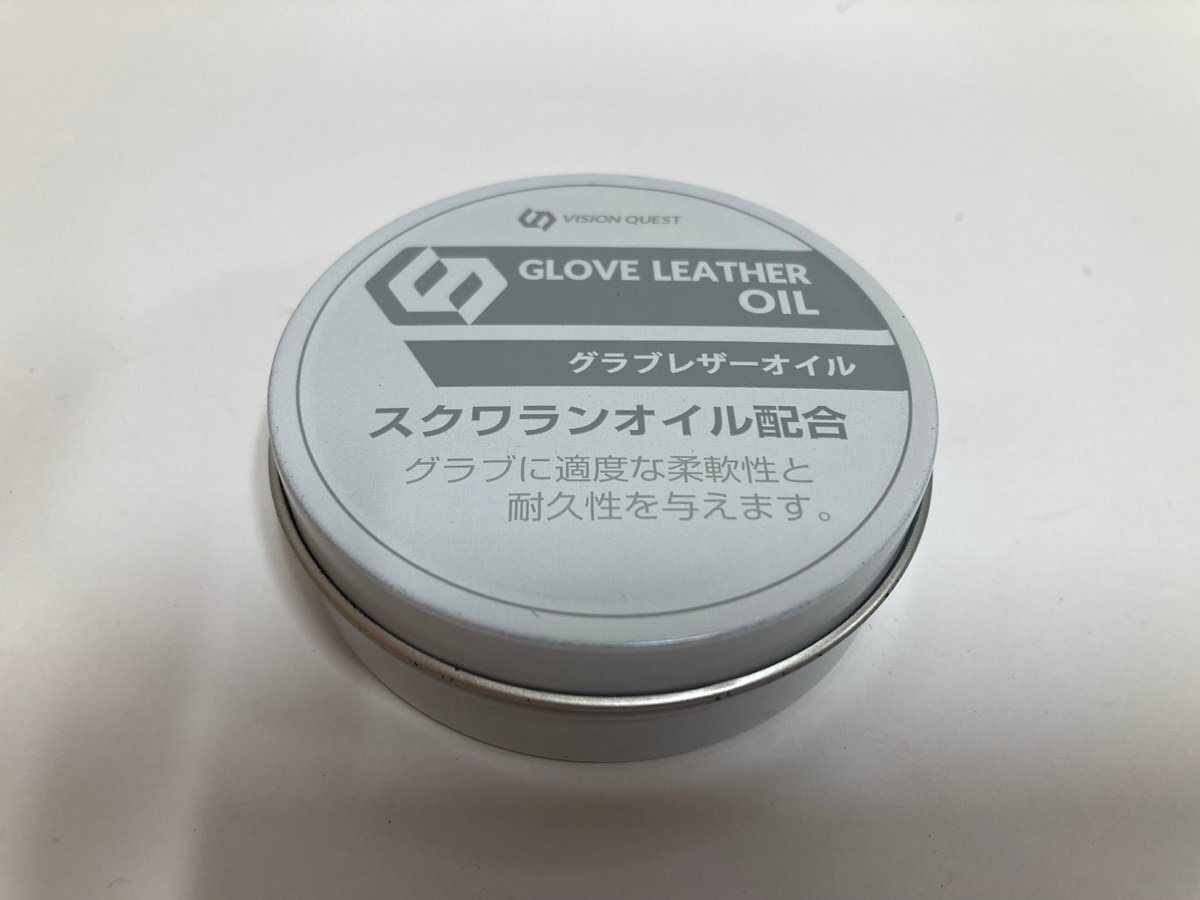 VISION QUEST
GLOVE LEATHER
OIL
グラブレザーオイル
スクワランオイル配合
グラブに適度な柔軟性と
耐久性を与えます。